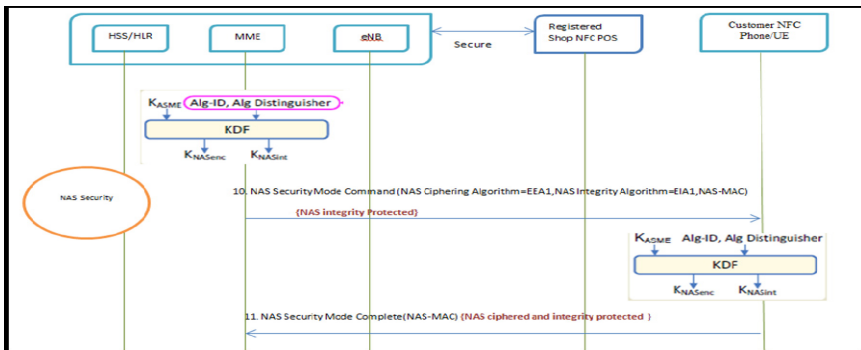 HSS/HLR
MME
eNB
Secure
Registered
Shop NFC POS
Customer NFC
Phone/UE
KASME Alg-ID, Alg Distinguisher
KDF
KNASenc KNASint
NAS Security
10. NAS Security Mode Command(NAS Ciphering Algorithm=EEA1,NAS Integrity Algorithm=EIA1,NAS-MAC)
(NAS integrity Protected)
KASME Alg-ID, Alg Distinguisher
KDF
KNASenc KNASint
11. NAS Security Mode Complete(NAS-MAC) (NAS ciphered and integrity protected )